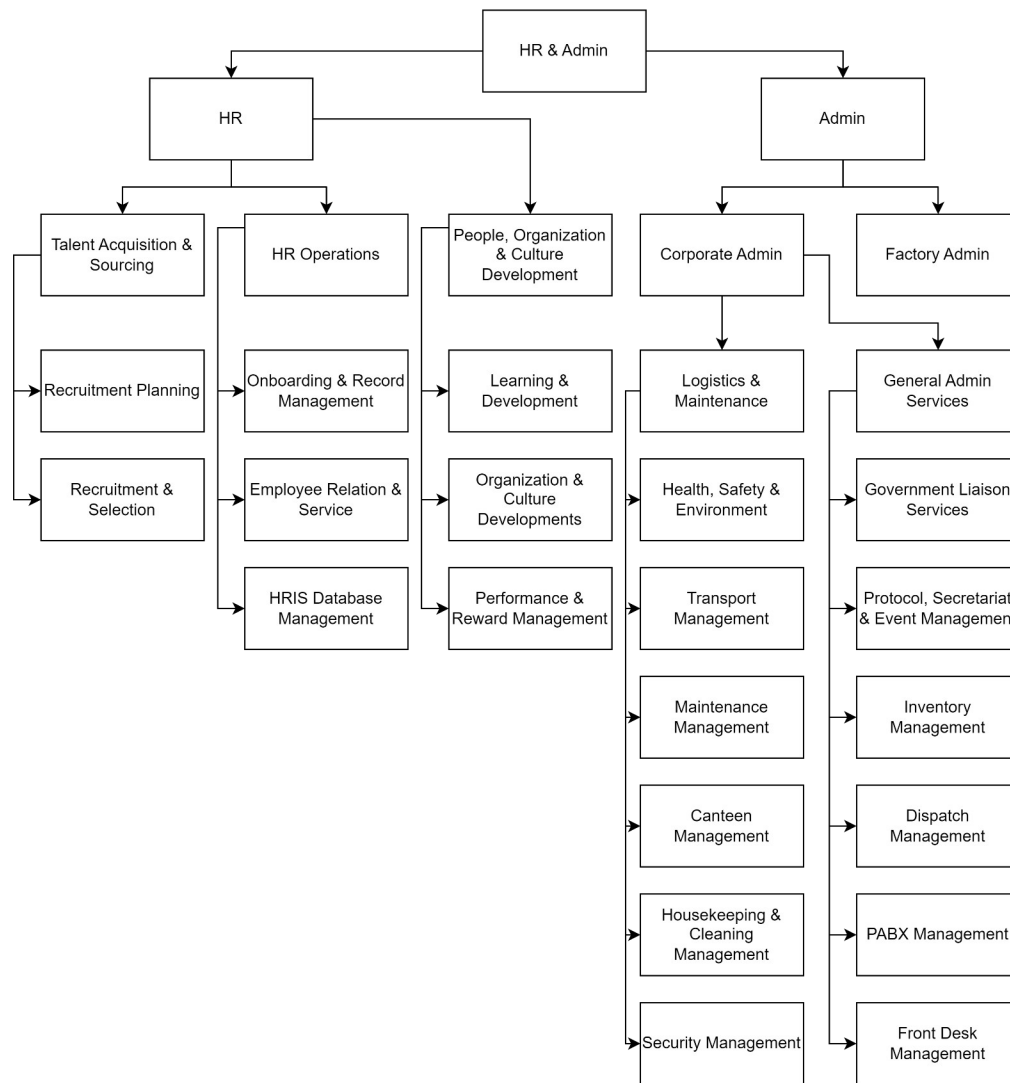 HR & Admin
HR
Admin
Talent Acquisition &
Sourcing
HR Operations
People, Organization
& Culture
Development
Corporate Admin
Factory Admin
Recruitment Planning
Onboarding & Record
Management
Learning &
Development
Logistics &
Maintenance
General Admin
Services
Recruitment &
Selection
Employee Relation &
Service
Organization &
Culture
Developments
Health, Safety &
Environment
Government Liaison
Services
HRIS Database
Management
Performance &
Reward Management
Transport
Management
Protocol, Secretariat
& Event Management
Maintenance
Management
Inventory
Management
Canteen
Management
Dispatch
Management
Housekeeping &
Cleaning
Management
PABX Management
Security Management
Front Desk
Management